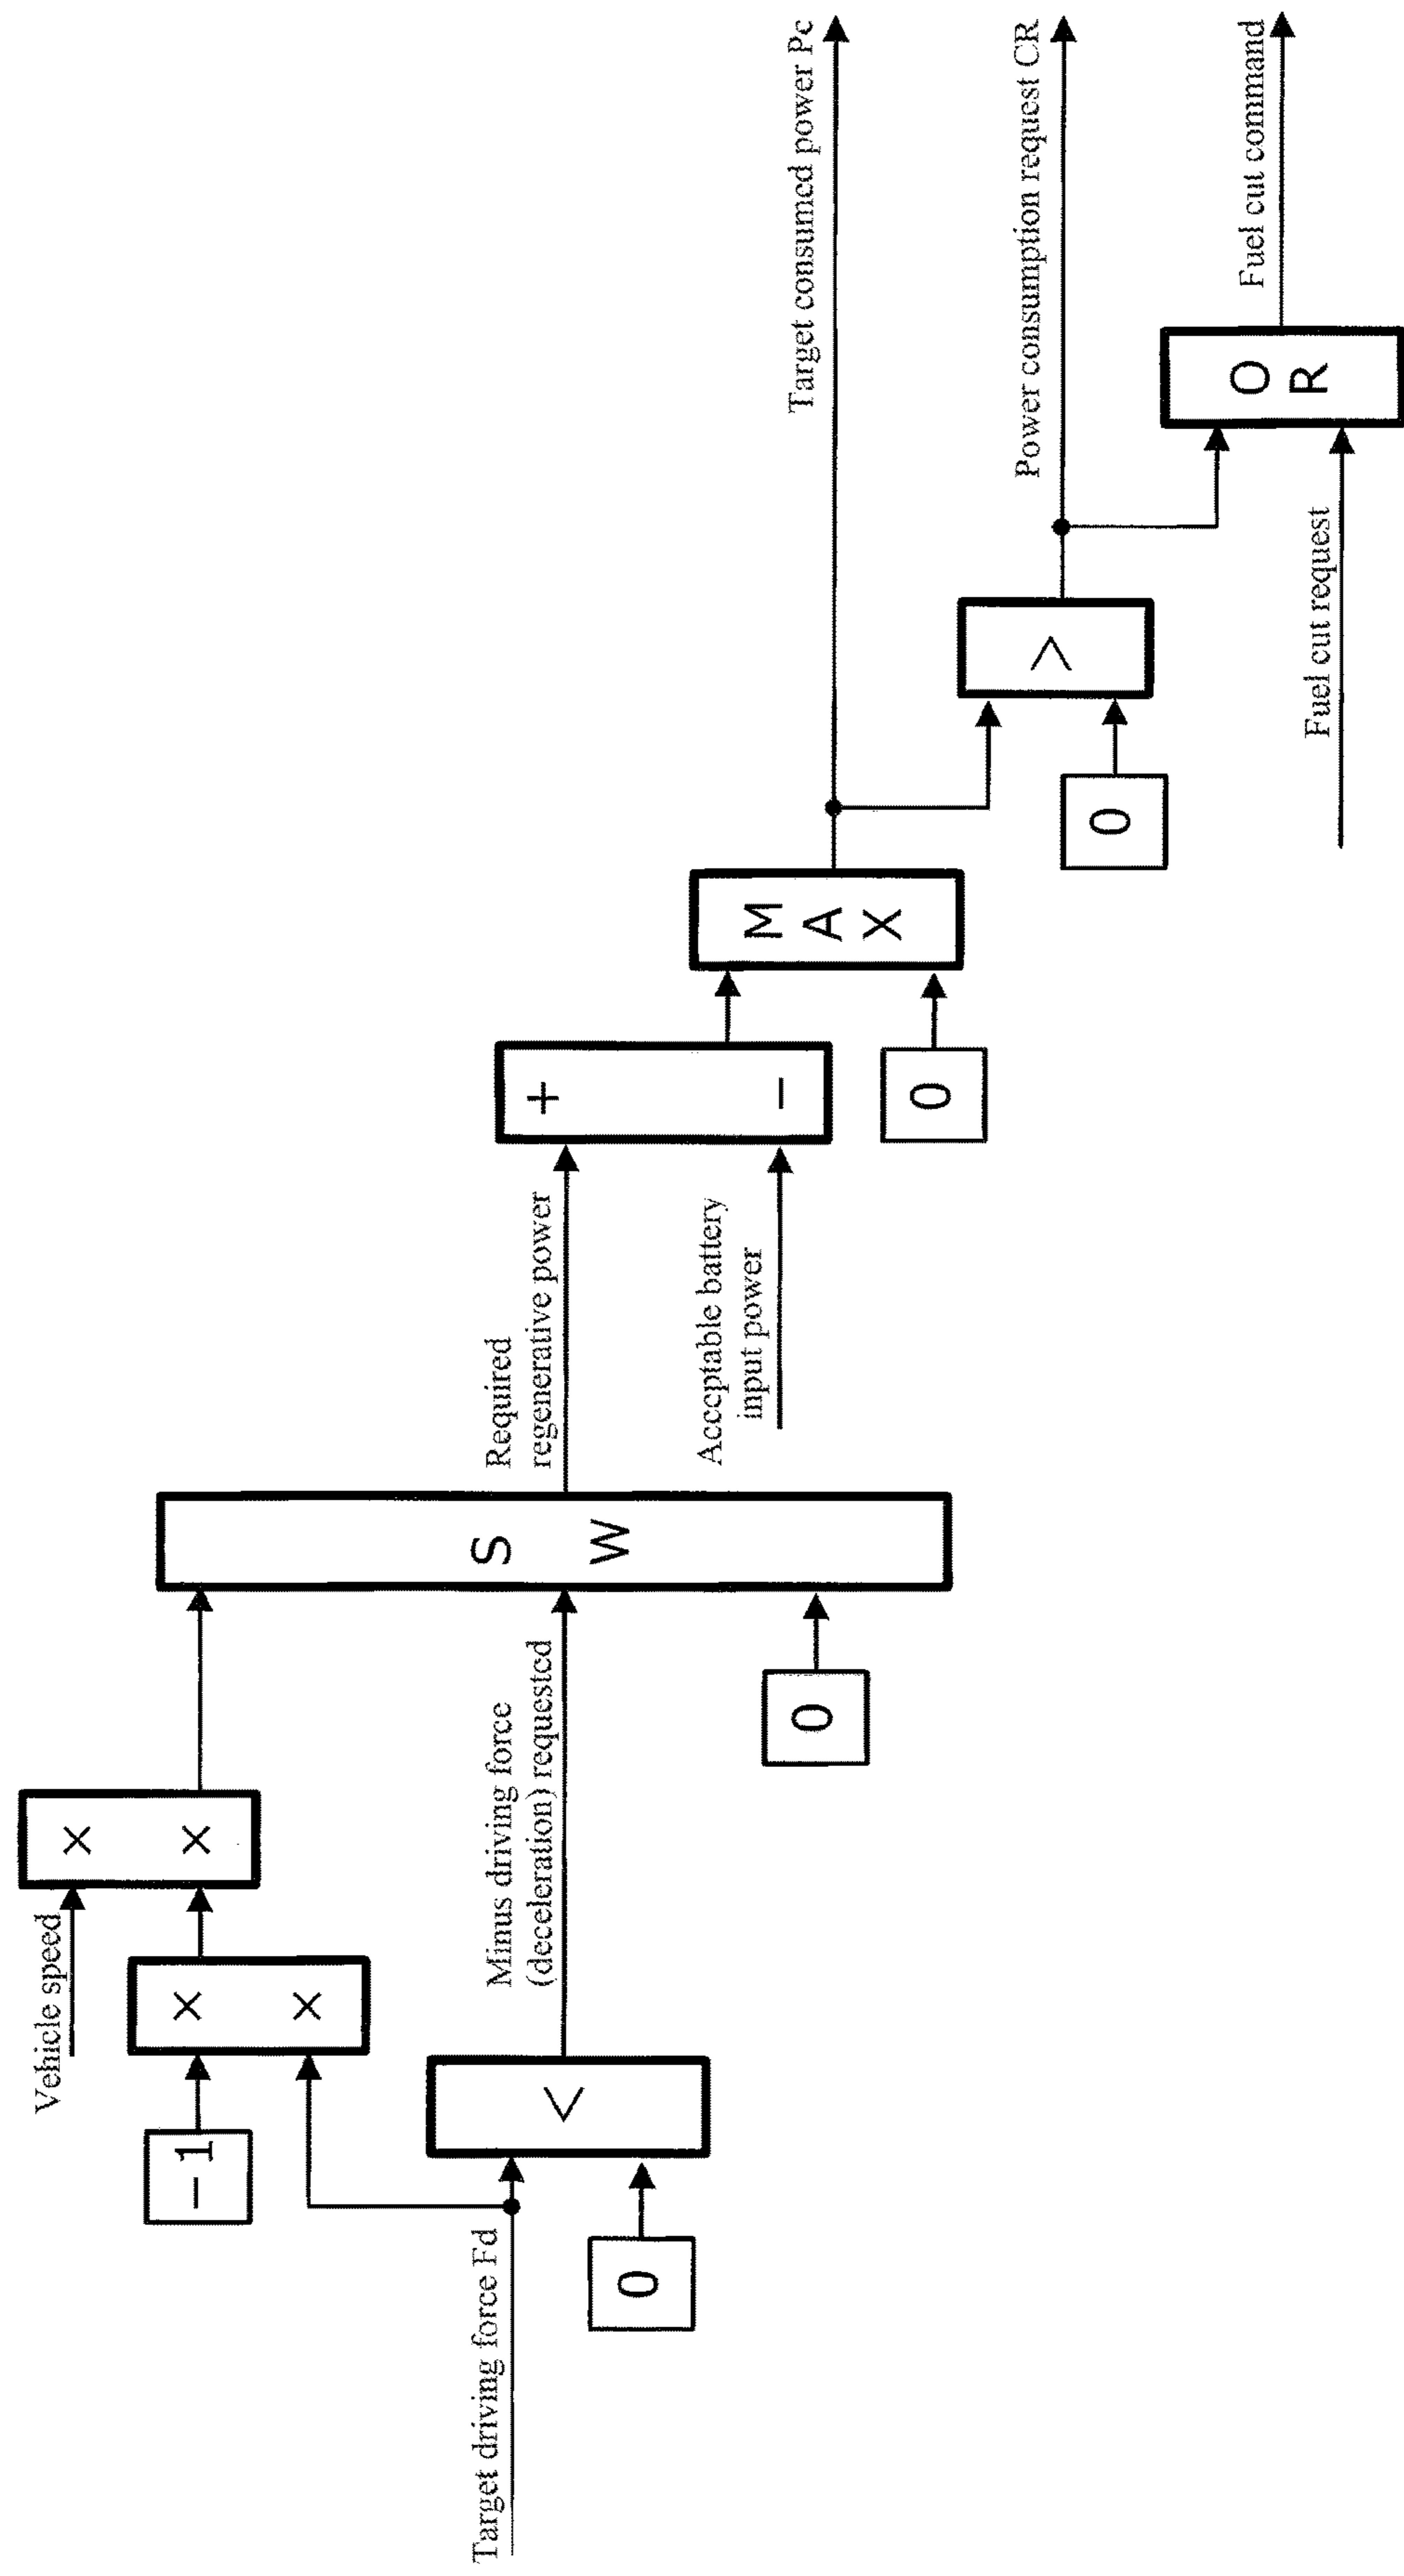 Vehicle speed
×
×
-1
×
×
Target driving force Fd
<
0
Minus driving force
(deceleration) requested
S
W
0
Required
regenerative power
+
-
Acceptable battery
input power
M
A
X
0
Target consumed power Pc
>
0
Power consumption request CR
O
R
Fuel cut request
Fuel cut command